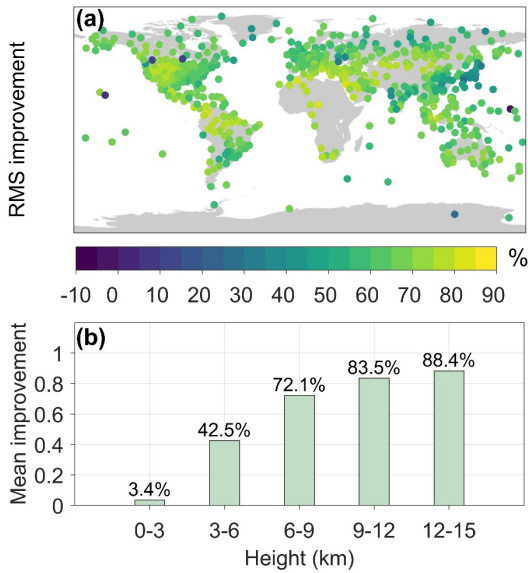 (a)
RMS improvement
%
-10 0 10 20 30 40 50 60 70 80 90
(b)
Mean improvement
1
0.8
0.6
0.4
0.2
0
3.4%
42.5%
72.1%
83.5%
88.4%
0-3 3-6 6-9 9-12 12-15
Height (km)